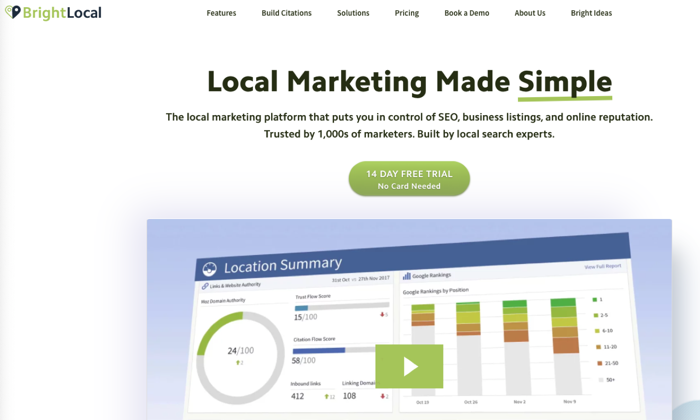 BrightLocal
Features Build Citations Solutions Pricing Book a Demo About Us Bright Ideas
Local Marketing Made Simple
The local marketing platform that puts you in control of SEO, business listings, and online reputation.
Trusted by 1,000s of marketers. Built by local search experts.
14 DAY FREE TRIAL
No Card Needed
Location Summary
Links & Website Authority
31st Oct vs 27th Nov 2017
Moz Domain Authority
24/100
2
Trust Flow Score
15/100
6
Citation Flow Score
58/100
Inbound links
412
12
Linking Domain
108
2
Google Rankings
View Full Report
Google Rankings by Position
1
2-5
6-10
11-20
21-50
50+
Oct 20
Oct 26
Nov 2
Nov 9